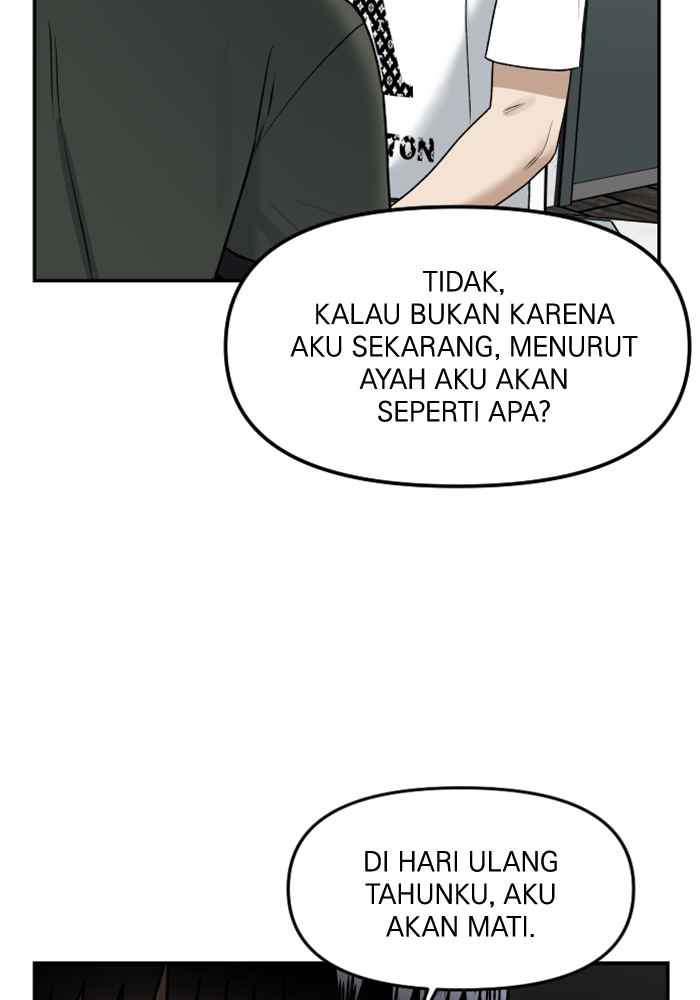 TON
TIDAK,
KALAU BUKAN KARENA
AKU SEKARANG, MENURUT
AYAH AKU AKAN
SEPERTI APA?
DI HARI ULANG
TAHUNKU, AKU
AKAN MATI.